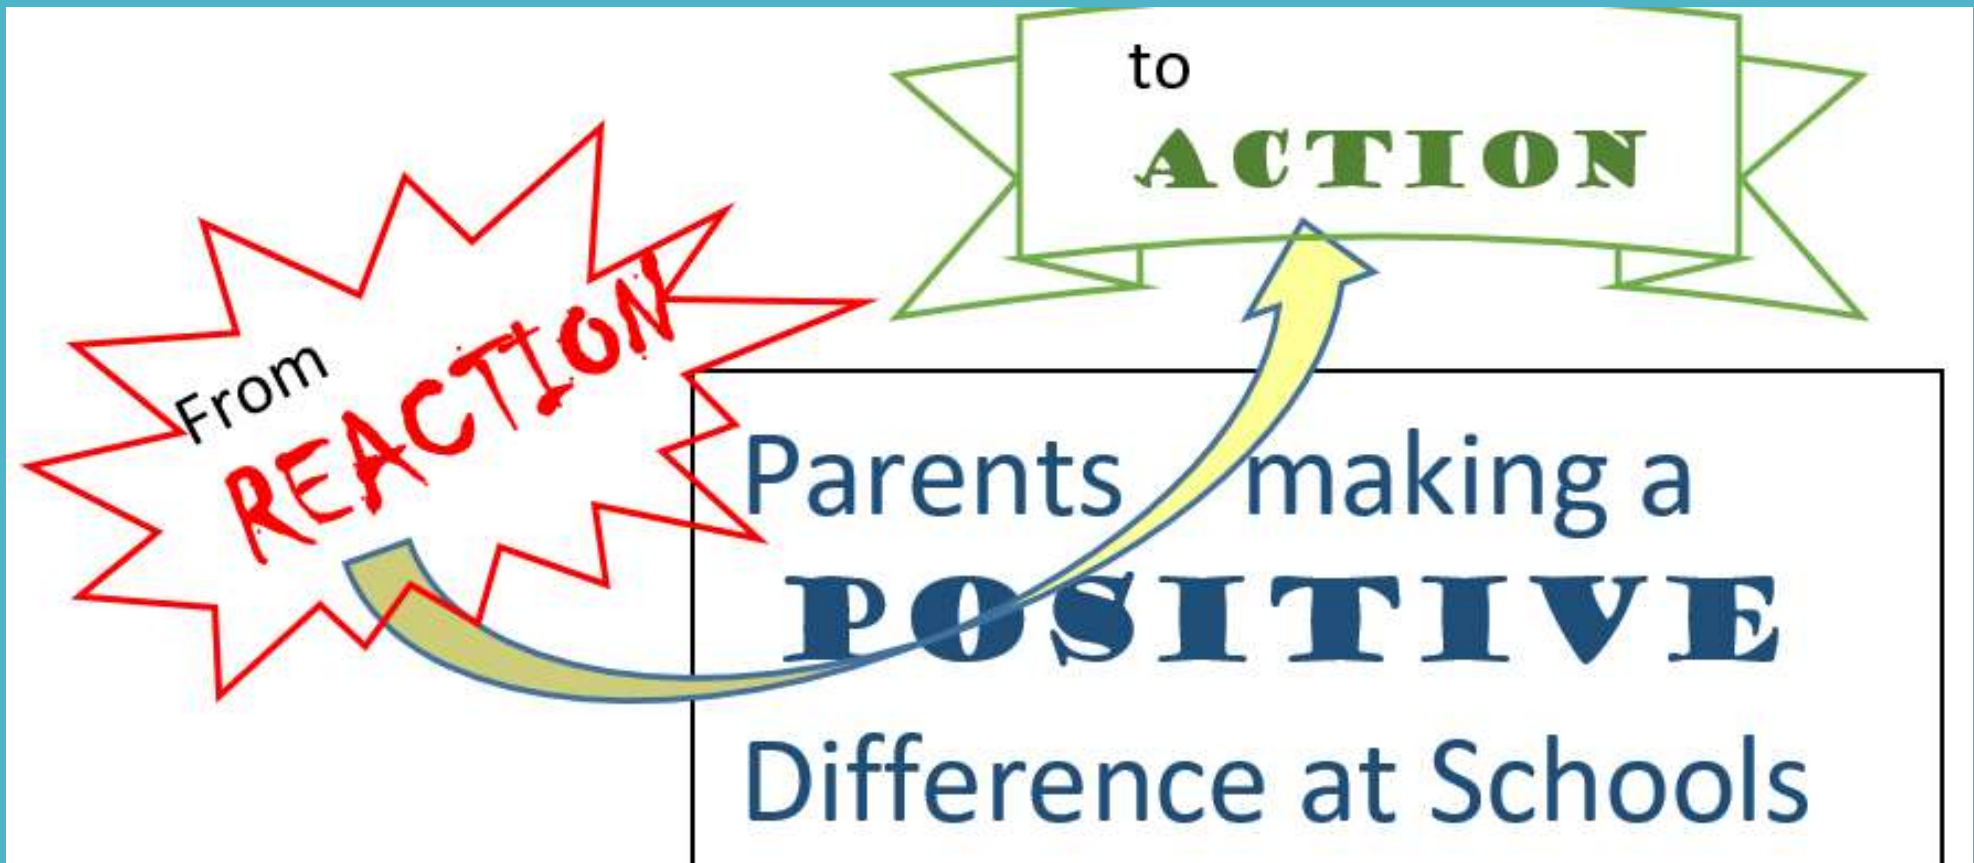 From
REACTION
to
ACTION
Parents making a
POSITIVE
Difference at Schools